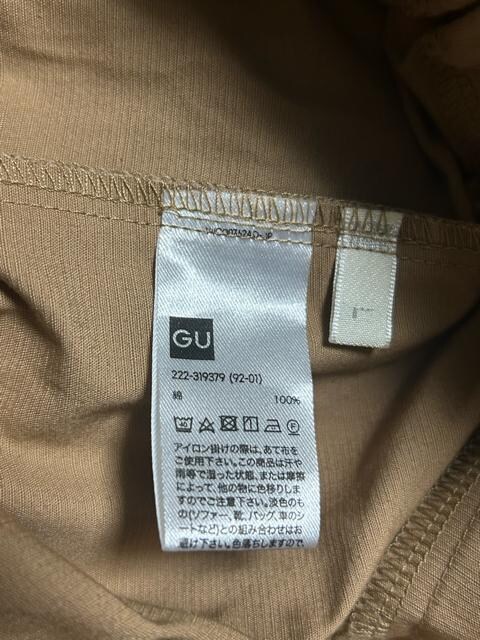 GU
222-319379 (92-01)
綿 100%
アイロン掛けの際は、あて布を
ご使用下さい。この商品は汗や
雨等で湿った状態、または摩擦
によって、他の物に色移りしま
すのでご注意下さい。淡色のも
の(ソファー、靴、バッグ、車のシ
ートなど)との組み合わせはお
避け下さい。色落ちしますので